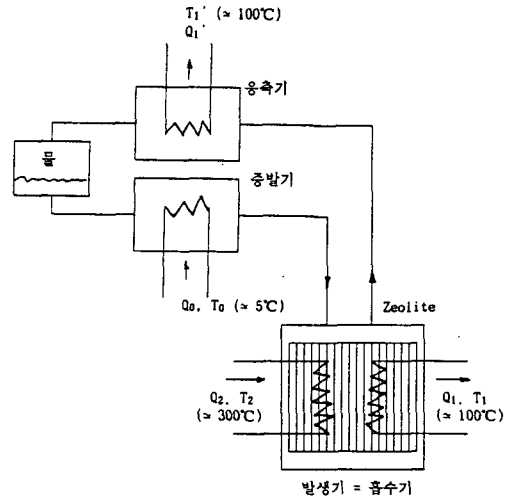 T₁' (≃ 100℃)
Q₁'
응축기
물
증발기
Q₀, T₀ (≃ 5℃)
Zeolite
Q₂, T₂
(≃ 300℃)
Q₁, T₁
(≃ 100℃)
발생기 = 흡수기